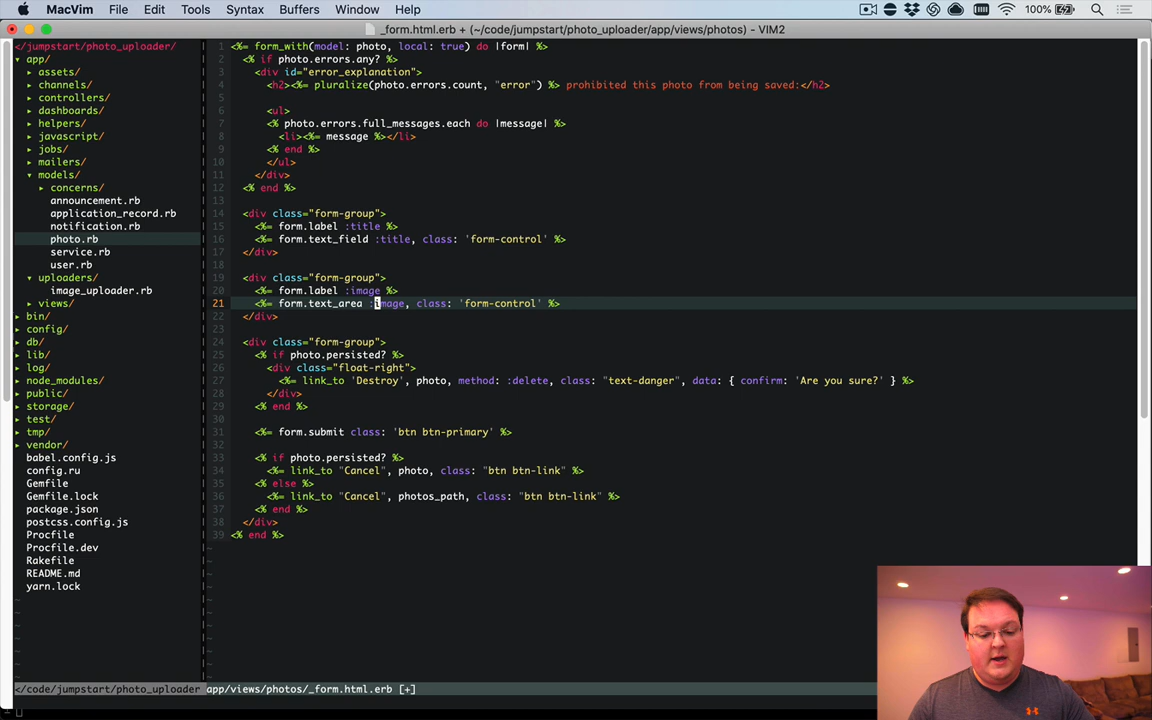 MacVim File Edit Tools Syntax Buffers Window Help 100%
_form.html.erb + (~/code/jumpstart/photo_uploader/app/views/photos) - VIM2
</jumpstart/photo_uploader/
▾ app/
▸ assets/
▸ channels/
▸ controllers/
▸ dashboards/
▸ helpers/
▸ javascript/
▸ jobs/
▸ mailers/
▾ models/
▸ concerns/
announcement.rb
application_record.rb
notification.rb
photo.rb
service.rb
user.rb
▾ uploaders/
image_uploader.rb
▸ views/
▸ bin/
▸ config/
▸ db/
▸ lib/
▸ log/
▸ node_modules/
▸ public/
▸ storage/
▸ test/
▸ tmp/
▸ vendor/
babel.config.js
config.ru
Gemfile
Gemfile.lock
package.json
postcss.config.js
Procfile
Procfile.dev
Rakefile
README.md
yarn.lock
1 <%= form_with(model: photo, local: true) do |form| %>
2 <% if photo.errors.any? %>
3 <div id="error_explanation">
4 <h2><%= pluralize(photo.errors.count, "error") %> prohibited this photo from being saved:</h2>
5
6 <ul>
7 <% photo.errors.full_messages.each do |message| %>
8 <li><%= message %></li>
9 <% end %>
10 </ul>
11 </div>
12 <% end %>
13
14 <div class="form-group">
15 <%= form.label :title %>
16 <%= form.text_field :title, class: 'form-control' %>
17 </div>
18
19 <div class="form-group">
20 <%= form.label :image %>
21 <%= form.text_area :image, class: 'form-control' %>
22 </div>
23
24 <div class="form-group">
25 <% if photo.persisted? %>
26 <div class="float-right">
27 <%= link_to 'Destroy', photo, method: :delete, class: "text-danger", data: { confirm: 'Are you sure?' } %>
28 </div>
29 <% end %>
30
31 <%= form.submit class: 'btn btn-primary' %>
32
33 <% if photo.persisted? %>
34 <%= link_to "Cancel", photo, class: "btn btn-link" %>
35 <% else %>
36 <%= link_to "Cancel", photos_path, class: "btn btn-link" %>
37 <% end %>
38 </div>
39 <% end %>
</code/jumpstart/photo_uploader app/views/photos/_form.html.erb [+]